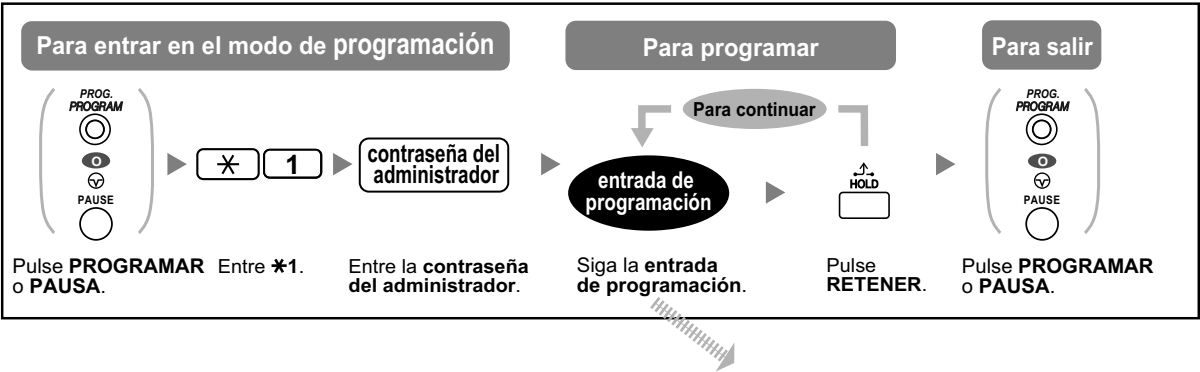 Para entrar en el modo de programación
Para programar
Para salir
PROG.
PROGRAM
O
PAUSE
✳ 1
contraseña del
administrador
Para continuar
entrada de
programación
HOLD
PROG.
PROGRAM
O
PAUSE
Pulse PROGRAMAR
o PAUSA.
Entre ✳1.
Entre la contraseña
del administrador.
Siga la entrada
de programación.
Pulse
RETENER.
Pulse PROGRAMAR
o PAUSA.